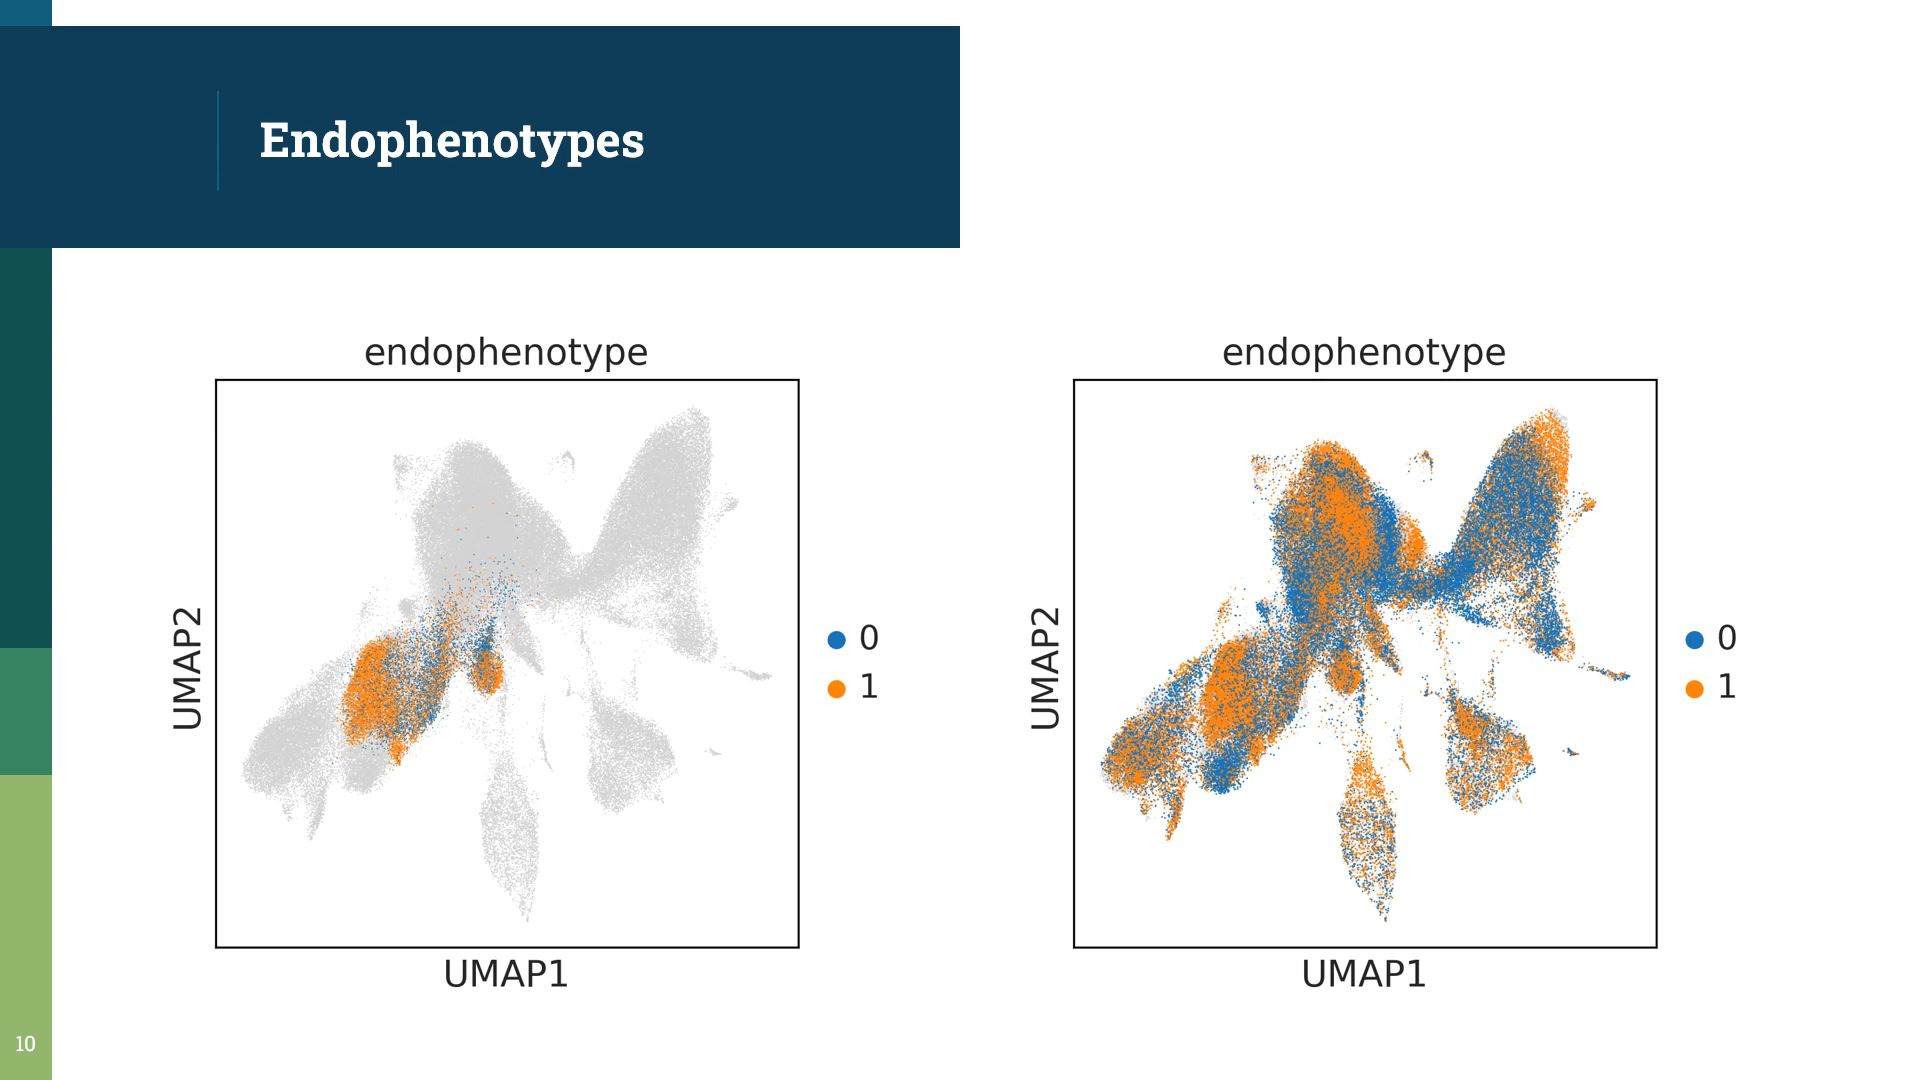 Endophenotypes
endophenotype
UMAP2
0
1
UMAP1
endophenotype
UMAP2
0
1
UMAP1
10